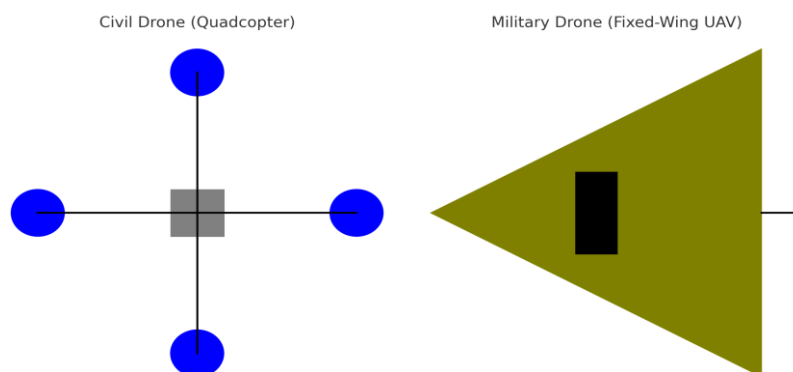 Civil Drone (Quadcopter)
Military Drone (Fixed-Wing UAV)